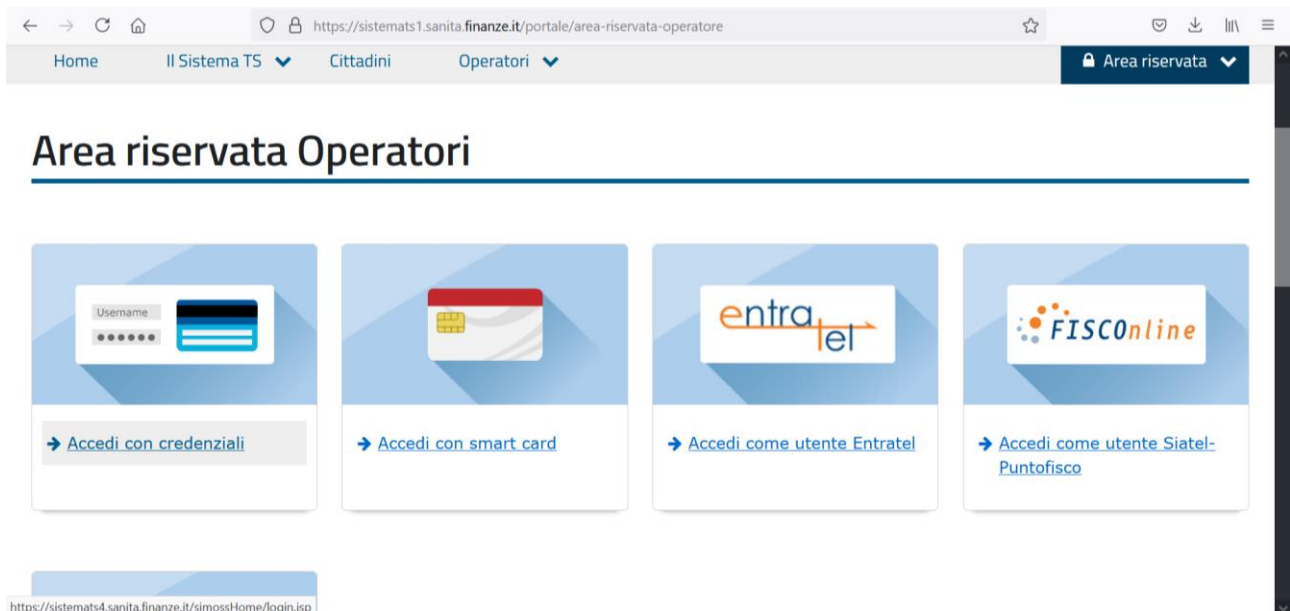 https://sistemats1.sanita.finanze.it/portale/area-riservata-operatore
Home Il Sistema TS Cittadini Operatori Area riservata
Area riservata Operatori
Username
entratel
FISCOnline
Accedi con credenziali
Accedi con smart card
Accedi come utente Entratel
Accedi come utente Siatel-
Puntofisco
https://sistemats4.sanita.finanze.it/simossHome/login.jsp